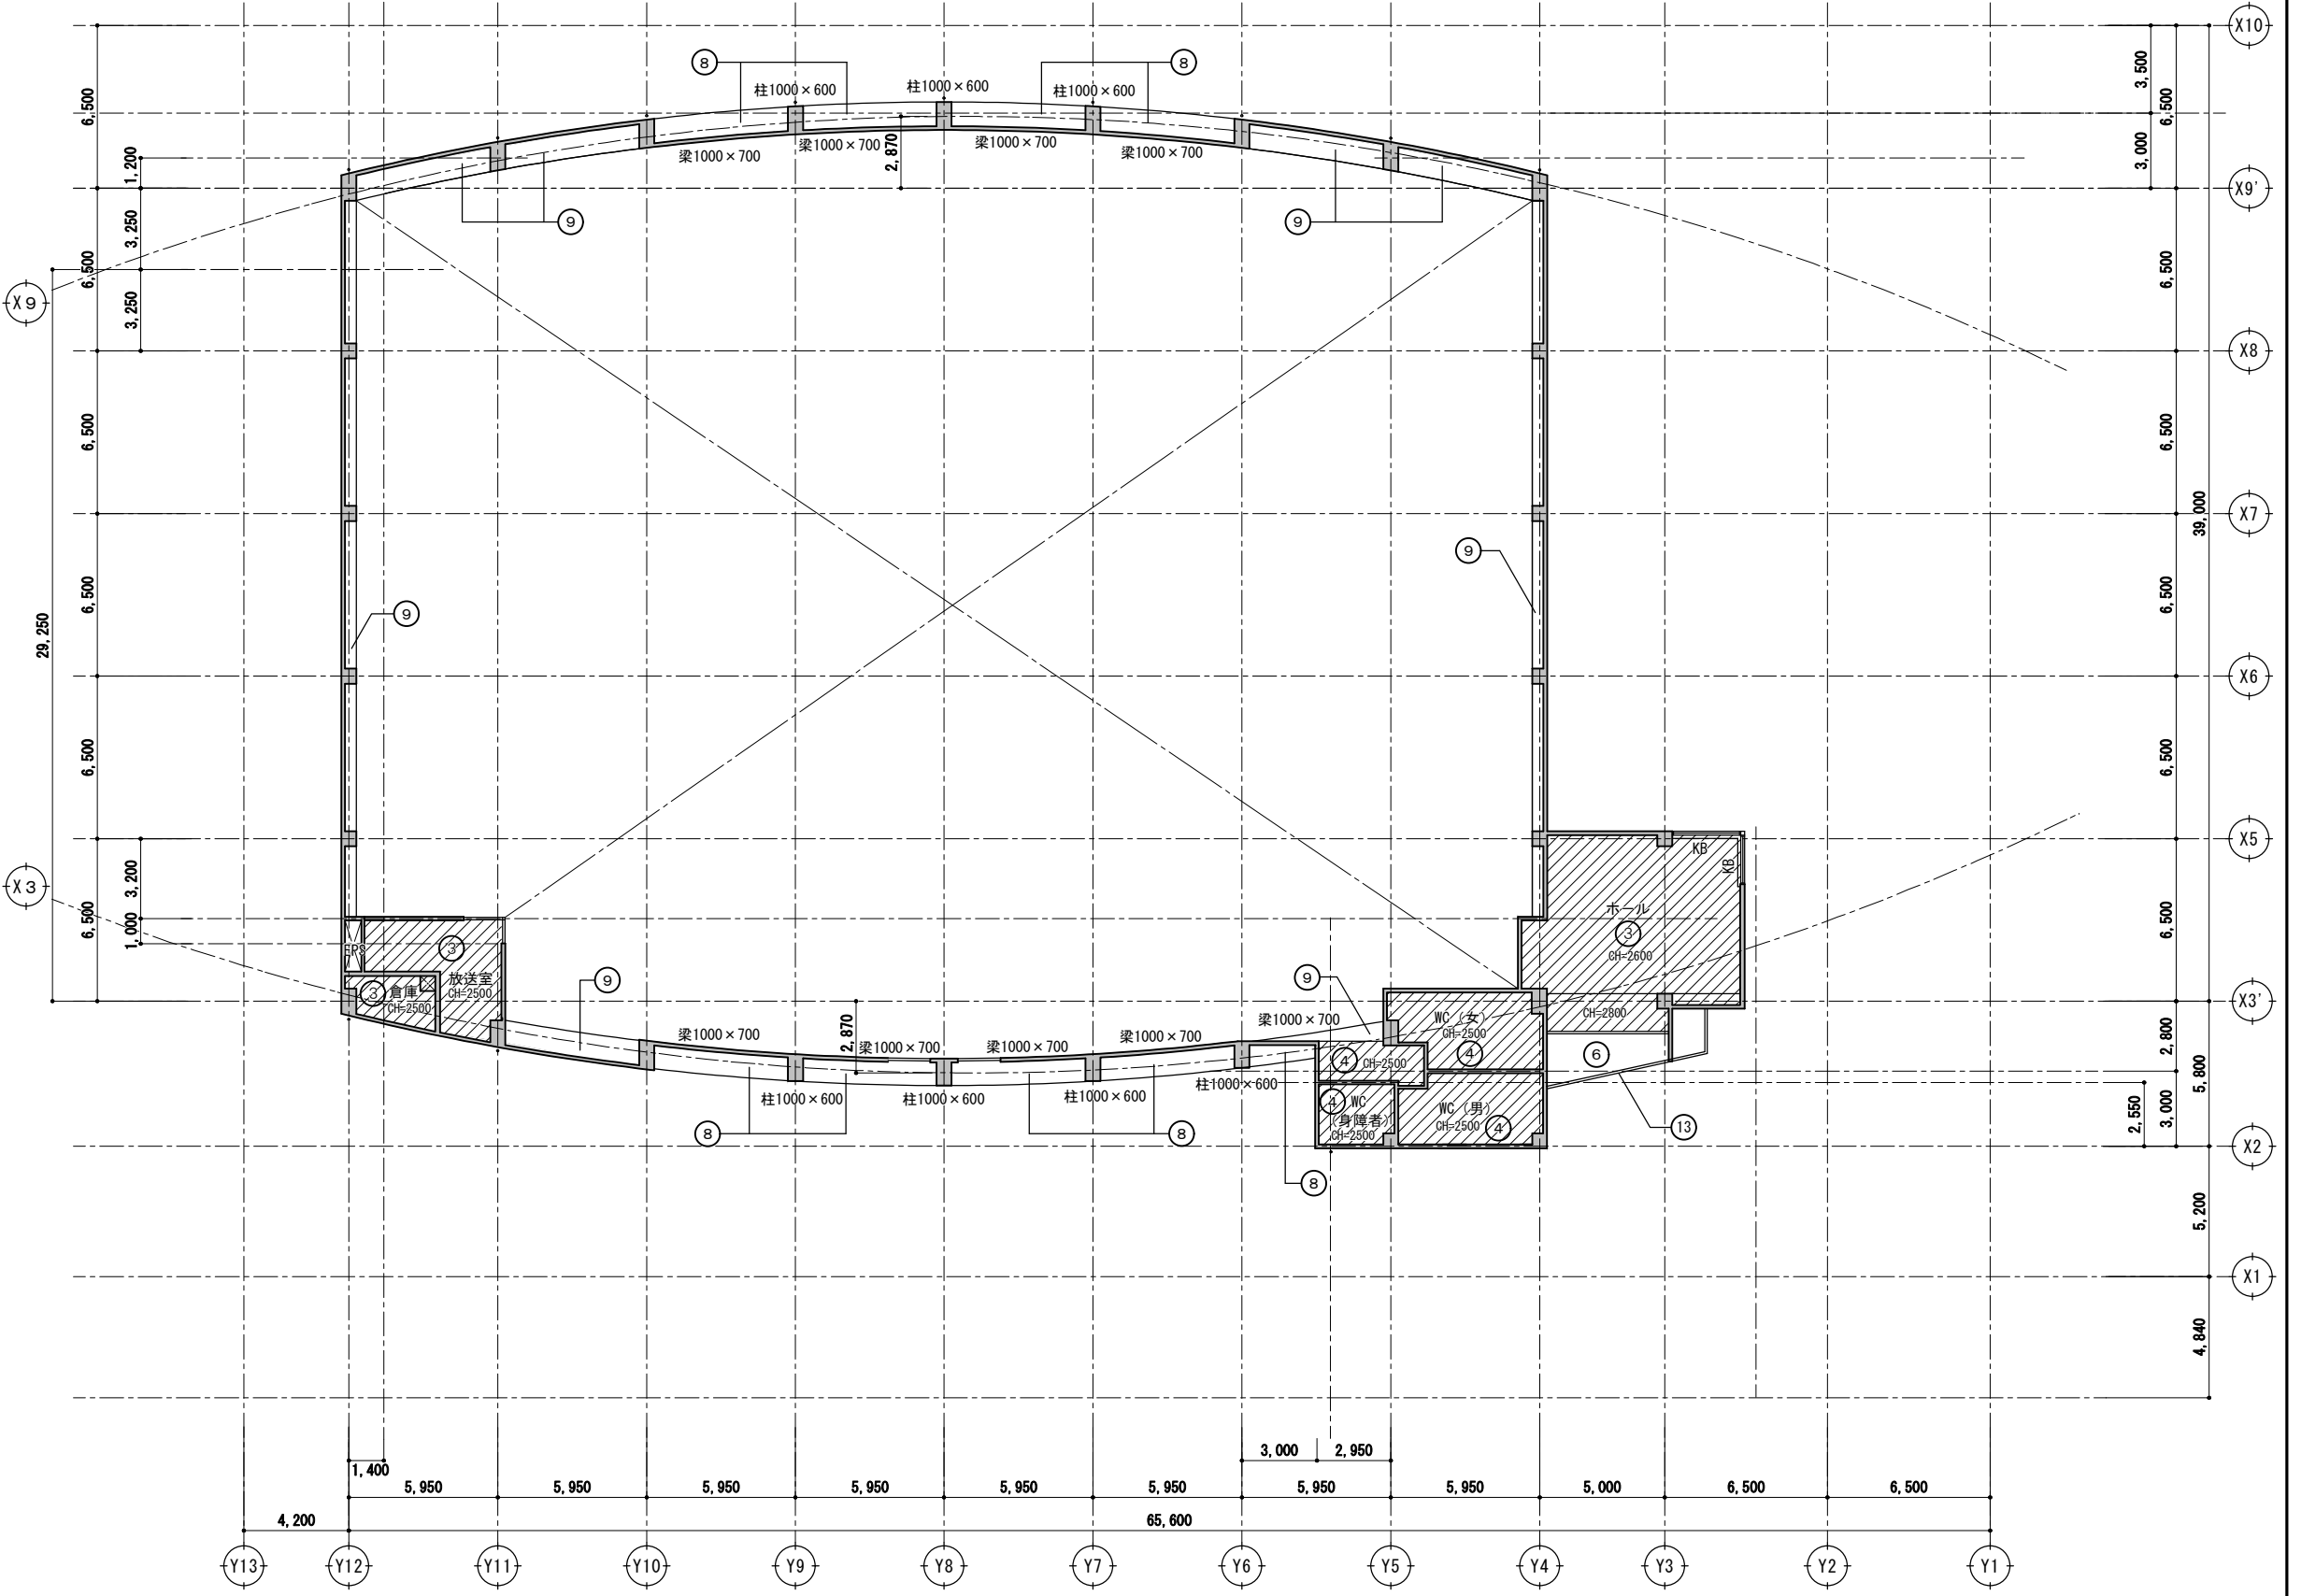 X10
3,500
6,500
6,500
⑧
⑧
柱1000×600
柱1000×600
柱1000×600
梁1000×700
梁1000×700
梁1000×700
梁1000×700
2,870
1,200
3,000
X9'
⑨
⑨
3,250
6,500
6,500
X9
3,250
X8
6,500
6,500
39,000
X7
⑨
6,500
6,500
⑨
29,250
X6
6,500
6,500
X5
KB
KB
3,200
X3
6,500
6,500
1,000
ホール
③
CH=2600
EPS
③
放送室
CH=2500
③
倉庫
CH=2500
⑨
⑨
X3'
CH=2800
梁1000×700
梁1000×700
梁1000×700
梁1000×700
梁1000×700
2,870
WC（女）
CH=2500
④
④
CH=2500
⑥
2,800
5,800
柱1000×600
柱1000×600
柱1000×600
柱1000×600
④
WC
（身障者）
CH=2500
WC（男）
CH=2500
④
⑬
2,550
3,000
X2
⑧
⑧
⑧
5,200
X1
4,840
3,000
2,950
1,400
5,950
5,950
5,950
5,950
5,950
5,950
5,950
5,950
5,000
6,500
6,500
4,200
65,600
Y13
Y12
Y11
Y10
Y9
Y8
Y7
Y6
Y5
Y4
Y3
Y2
Y1